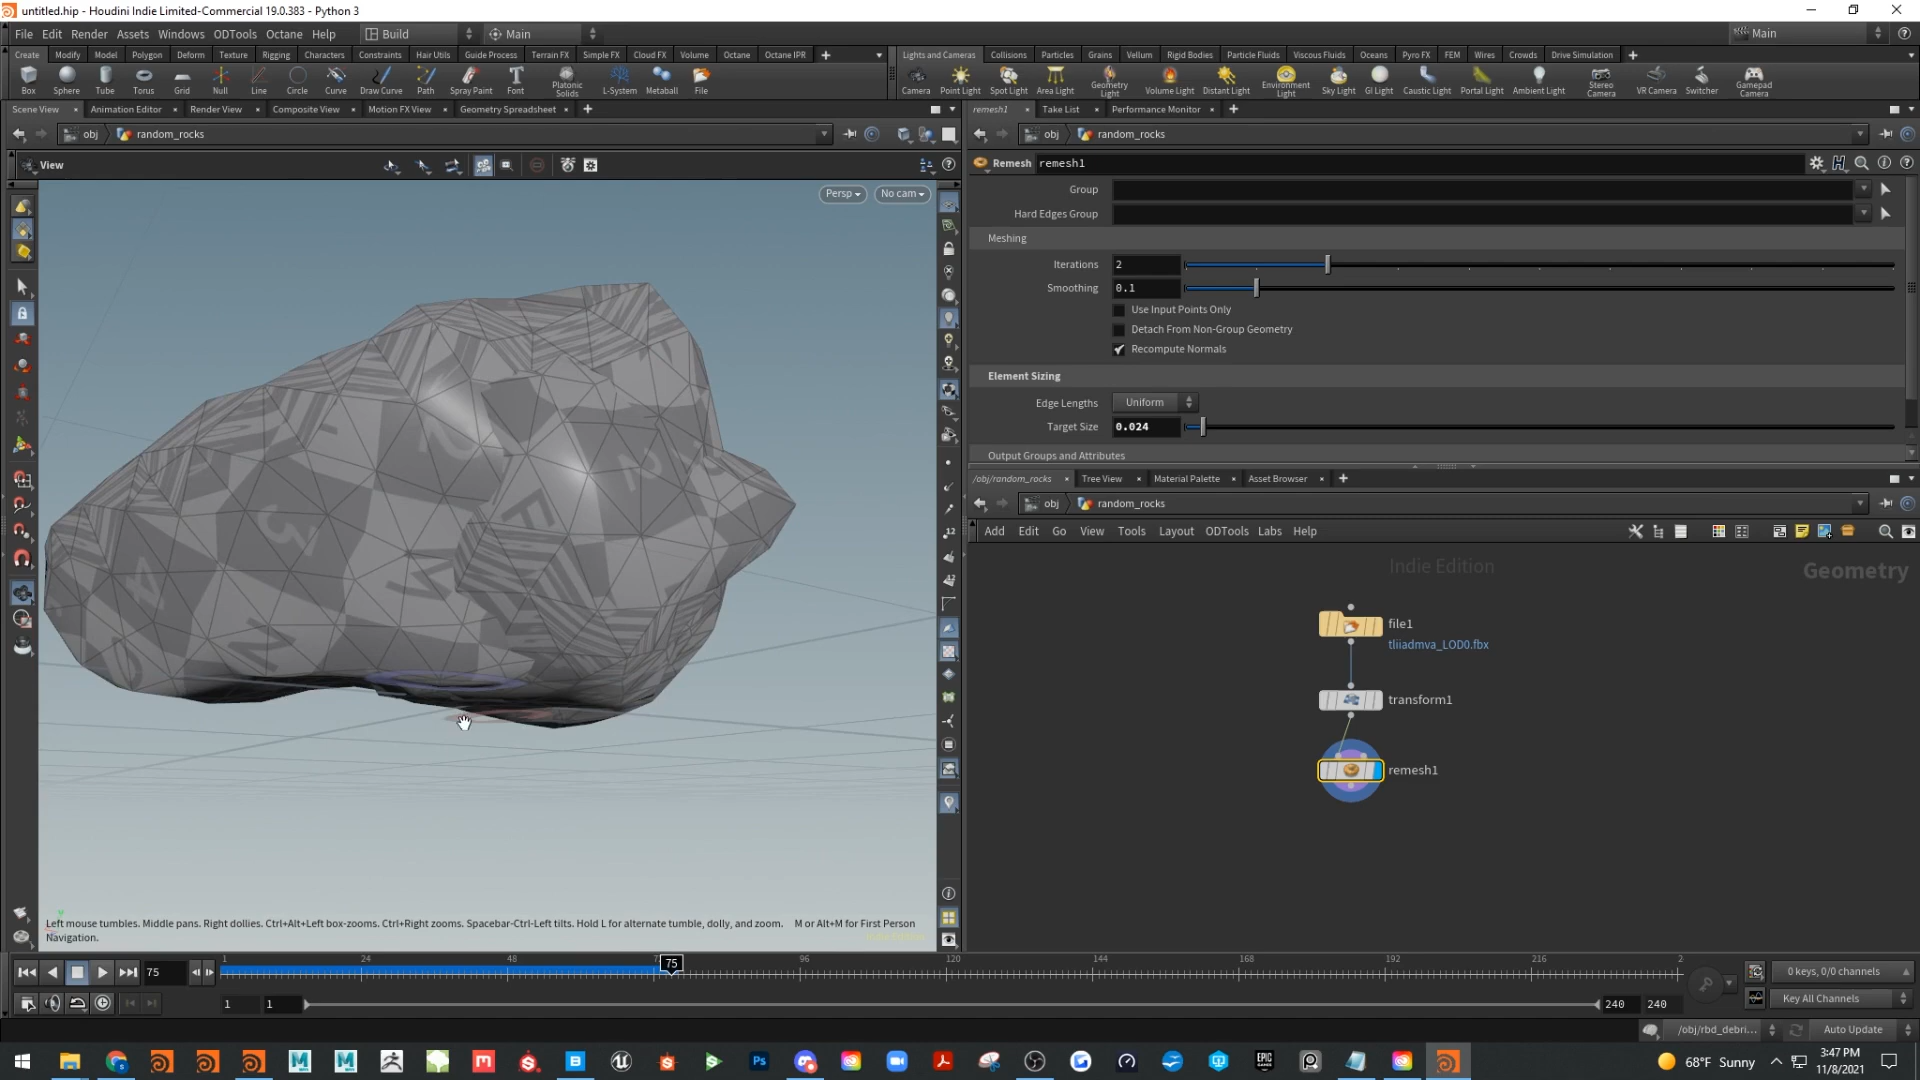 untitled.hip - Houdini Indie Limited-Commercial 19.0.383 - Python 3
File Edit Render Assets Windows ODTools Octane Help Build Main Main
Create Modify Model Polygon Deform Texture Rigging Characters Constraints Hair Utils Guide Process Terrain FX Simple FX Cloud FX Volume Octane Octane IPR
Box Sphere Tube Torus Grid Null Line Circle Curve Draw Curve Path Spray Paint Font Platonic Solids L-System Metaball File
Lights and Cameras Collisions Particles Grains Vellum Rigid Bodies Particle Fluids Viscous Fluids Oceans Pyro FX FEM Wires Crowds Drive Simulation
Camera Point Light Spot Light Area Light Geometry Light Volume Light Distant Light Environment Light Sky Light GI Light Caustic Light Portal Light Ambient Light Stereo Camera VR Camera Switcher Gamepad Camera
Scene View Animation Editor Render View Composite View Motion FX View Geometry Spreadsheet
obj random_rocks
View
Persp No cam
Left mouse tumbles. Middle pans. Right dollies. Ctrl+Alt+Left box-zooms. Ctrl+Right zooms. Spacebar-Ctrl-Left tilts. Hold L for alternate tumble, dolly, and zoom. M or Alt+M for First Person
Navigation.
remesh1 Take List Performance Monitor
obj random_rocks
Remesh remesh1
Group
Hard Edges Group
Meshing
Iterations 2
Smoothing 0.1
Use Input Points Only
Detach From Non-Group Geometry
Recompute Normals
Element Sizing
Edge Lengths Uniform
Target Size 0.024
Output Groups and Attributes
/obj/random_rocks Tree View Material Palette Asset Browser
obj random_rocks
Add Edit Go View Tools Layout ODTools Labs Help
Indie Edition
Geometry
file1
tliiadmva_LOD0.fbx
transform1
remesh1
75 1 24 48 75 96 120 144 168 192 216 2
0 keys, 0/0 channels
1 1 240 240
Key All Channels
/obj/rbd_debri... Auto Update
68°F Sunny
3:47 PM
11/8/2021